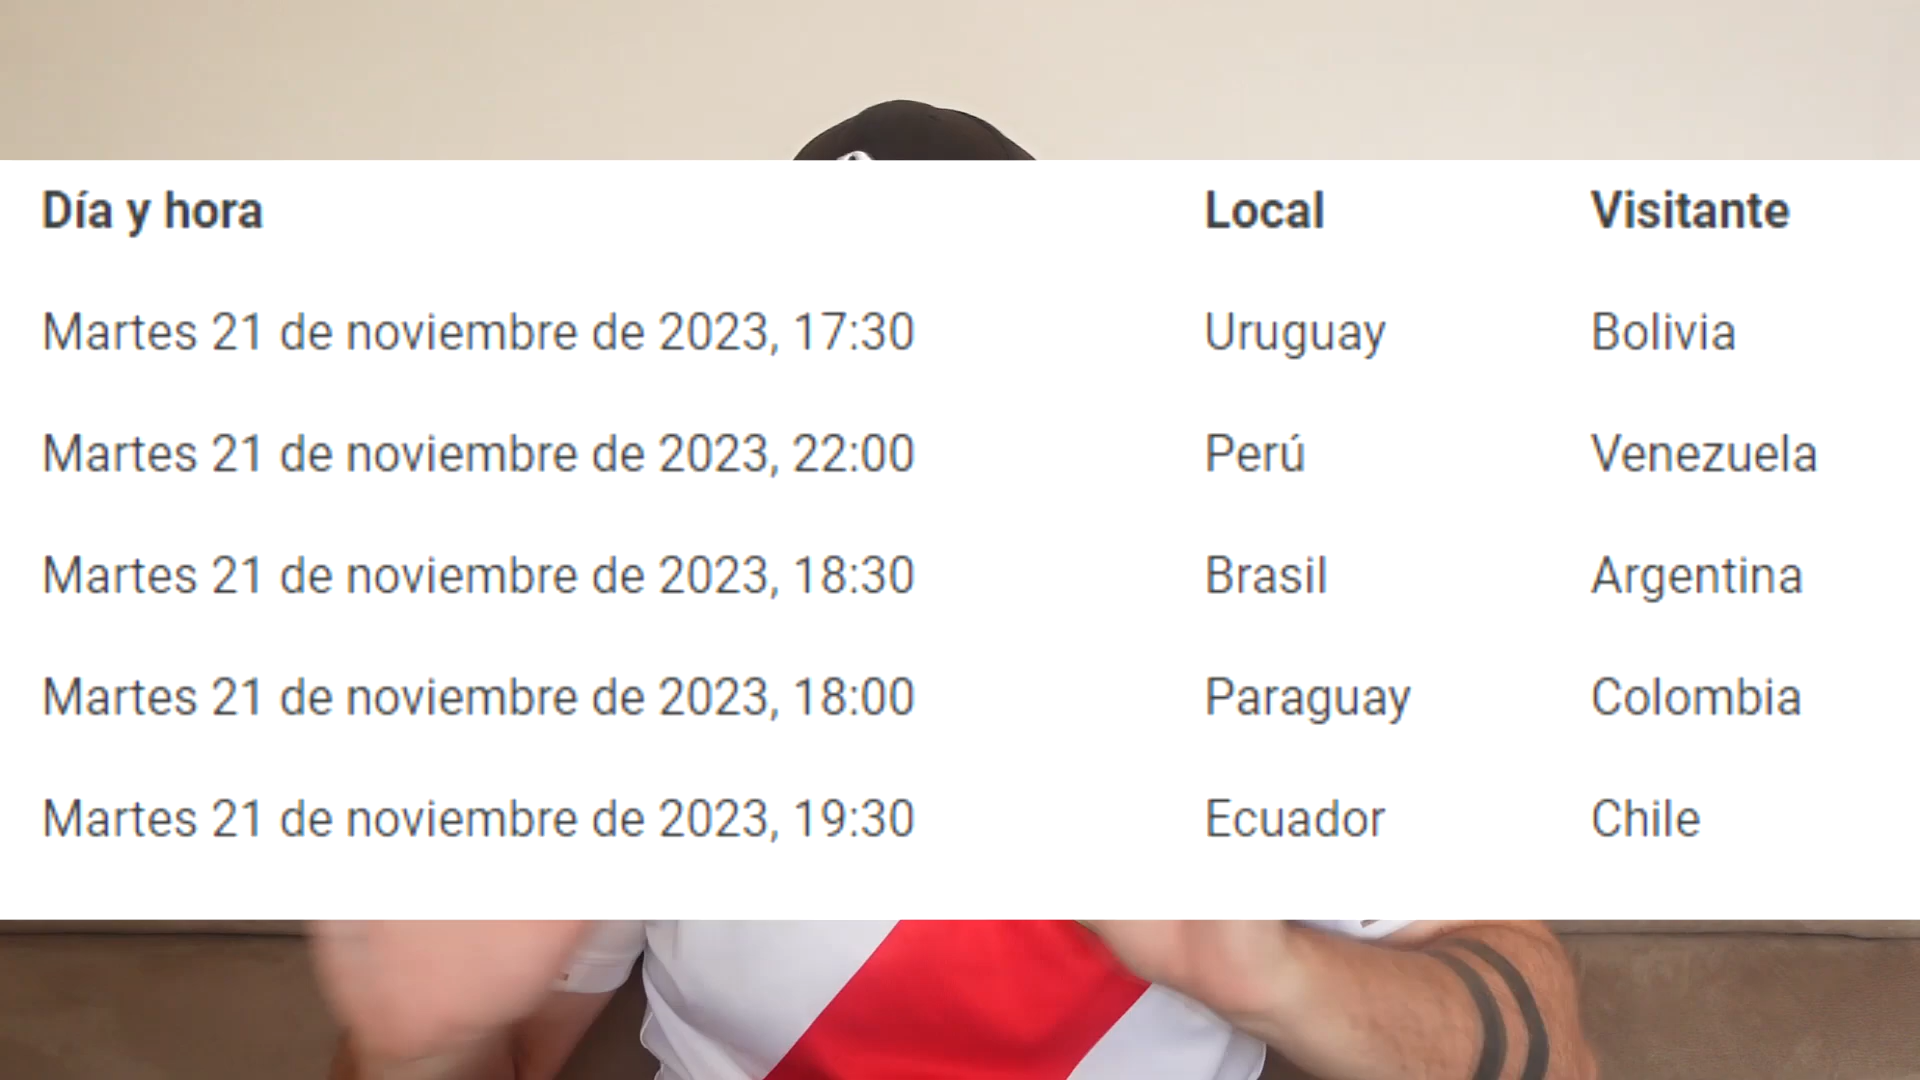 Día y hora Local Visitante
Martes 21 de noviembre de 2023, 17:30 Uruguay Bolivia
Martes 21 de noviembre de 2023, 22:00 Perú Venezuela
Martes 21 de noviembre de 2023, 18:30 Brasil Argentina
Martes 21 de noviembre de 2023, 18:00 Paraguay Colombia
Martes 21 de noviembre de 2023, 19:30 Ecuador Chile